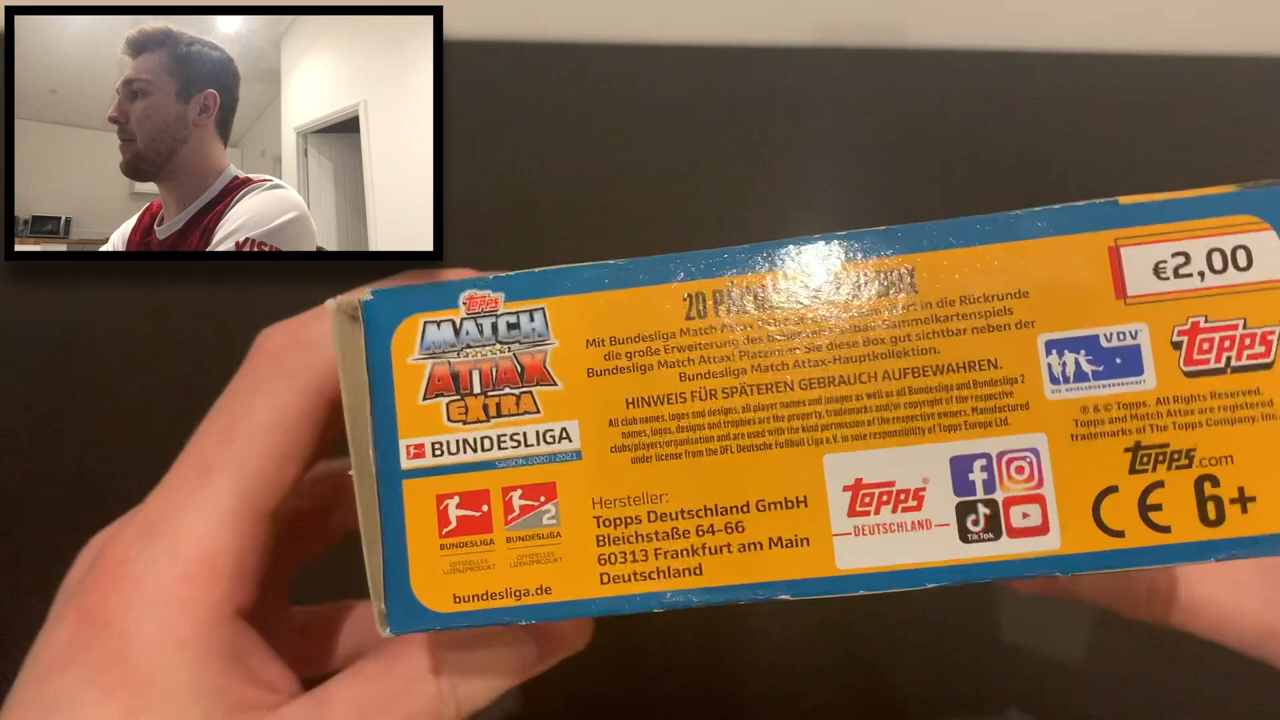 VISI
€2,00
20 PACK BOX
Topps
MATCH
ATTAX
EXTRA
BUNDESLIGA
SAISON 2020|2021
Mit Bundesliga Match Attax in die Rückrunde
die große Erweiterung des Sammelkartenspiels
Bundesliga Match Attax! Platzieren Sie diese Box gut sichtbar neben der
Bundesliga Match Attax-Hauptkollektion.
HINWEIS FÜR SPÄTEREN GEBRAUCH AUFBEWAHREN.
All club names, logos and designs, all player names and images as well as all Bundesliga and Bundesliga 2
names, logos, designs and trophies are the property, trademarks and/or copyright of the respective
clubs/players/organisation and are used with the kind permission of the respective owners. Manufactured
under license from the DFL Deutsche Fußball Liga e.V. in sole responsibility of Topps Europe Ltd.
VDV
DIE SPIELERGEWERKSCHAFT
Topps
® & © Topps. All Rights Reserved.
Topps and Match Attax are registered
trademarks of The Topps Company, Inc.
Topps.com
CE 6+
BUNDESLIGA
OFFIZIELLES
LIZENZPRODUKT
2
BUNDESLIGA
OFFIZIELLES
LIZENZPRODUKT
bundesliga.de
Hersteller:
Topps Deutschland GmbH
Bleichstaße 64-66
60313 Frankfurt am Main
Deutschland
Topps®
DEUTSCHLAND
TikTok